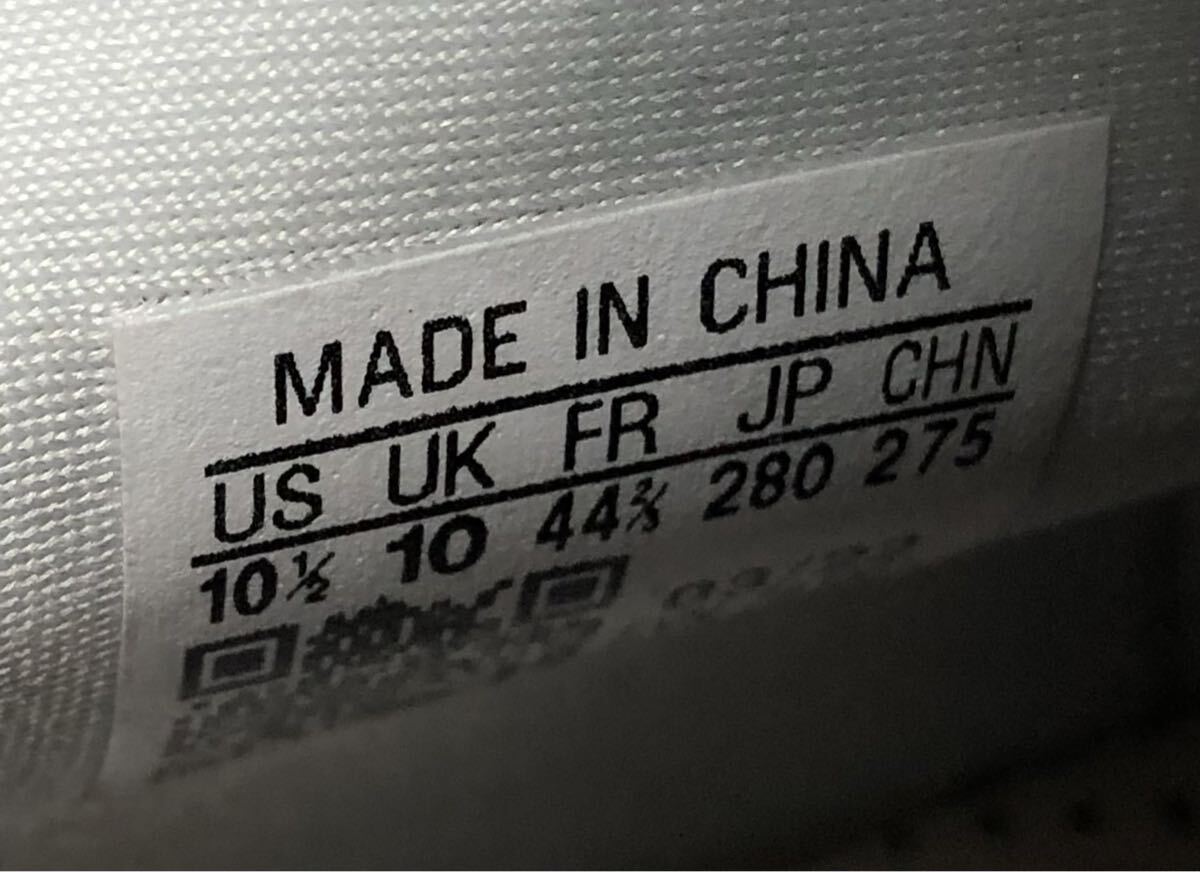 MADE IN CHINA
US UK FR JP CHN
10½ 10 44⅔ 280 275